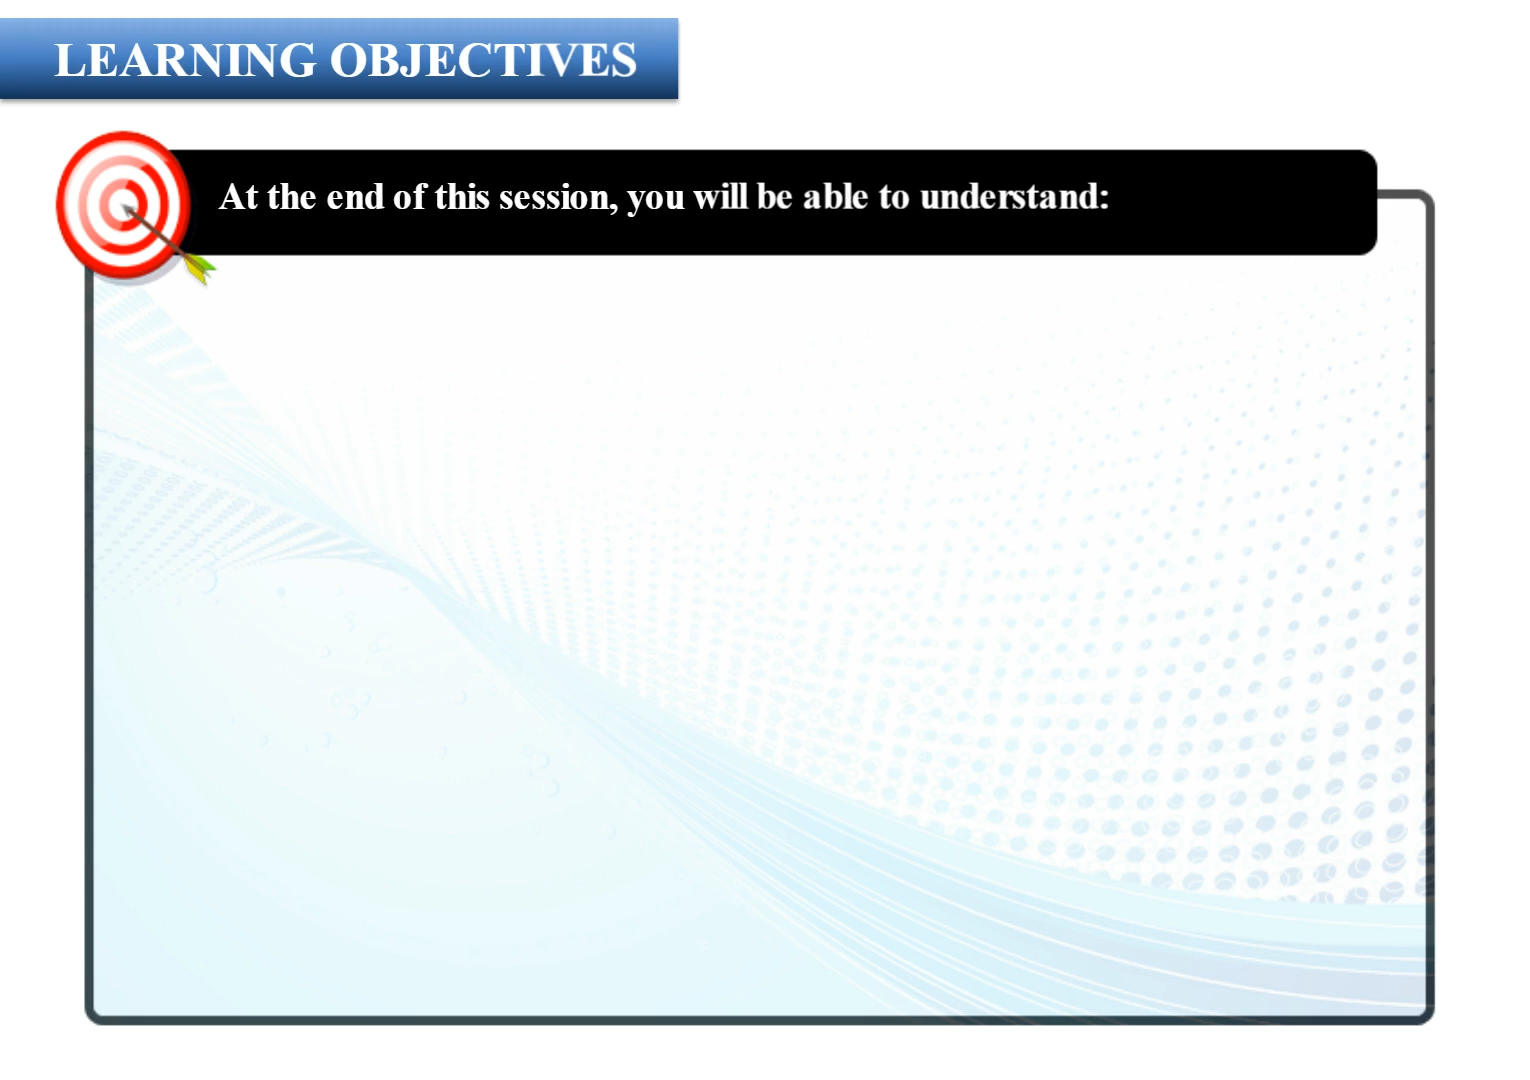 LEARNING OBJECTIVES
At the end of this session, you will be able to understand: